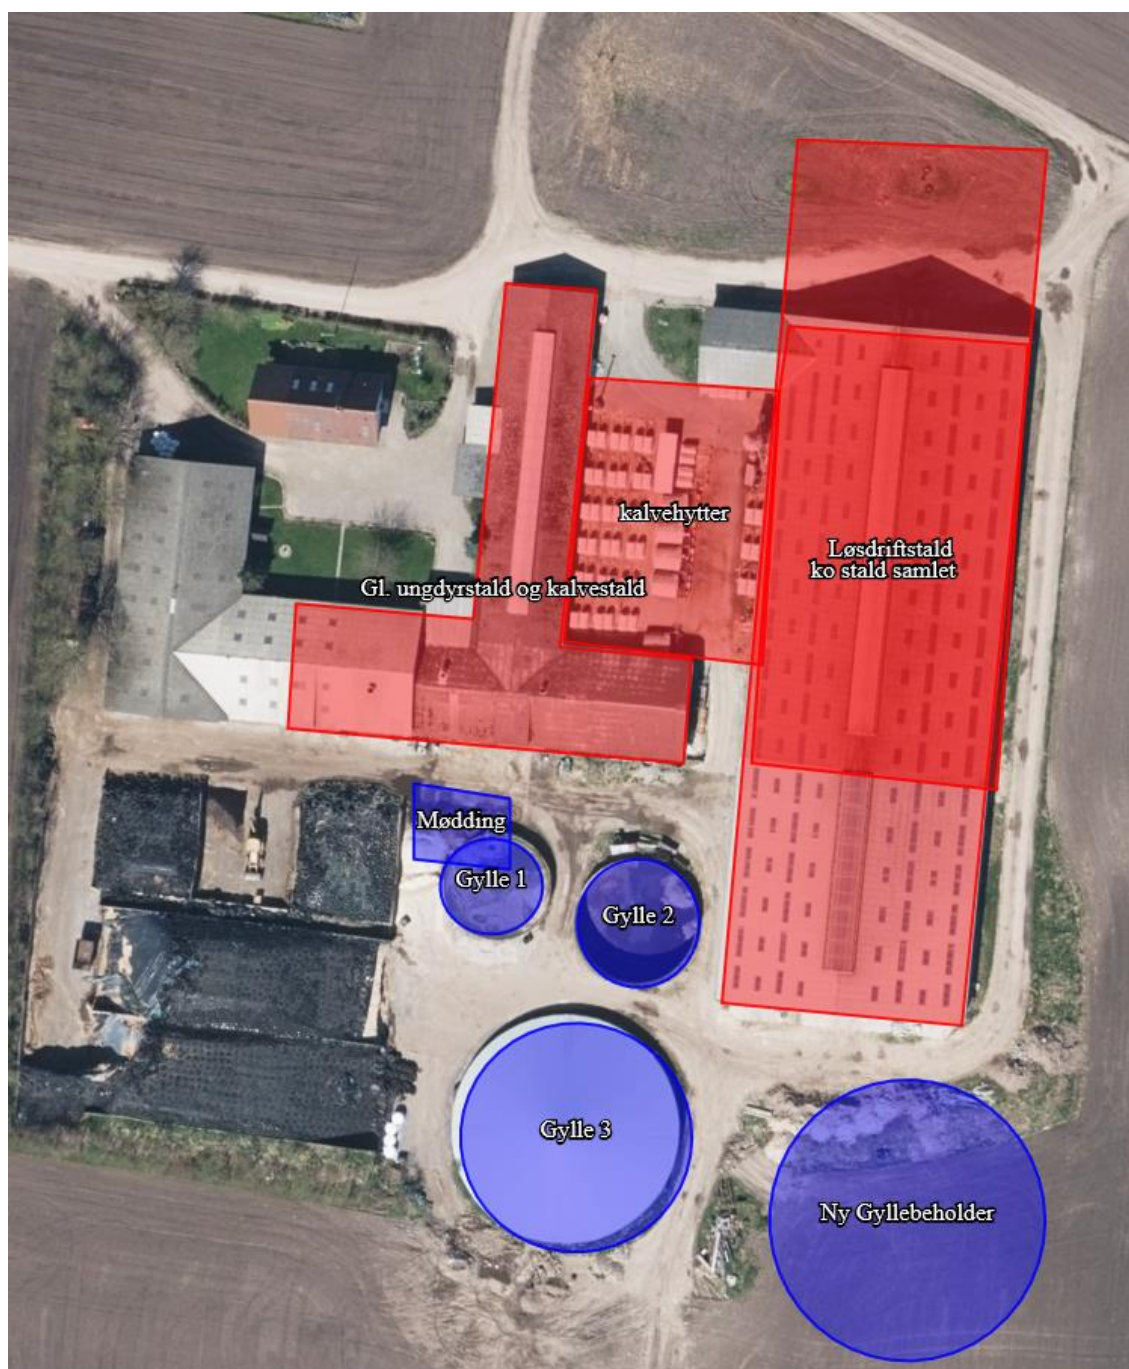 kalvehytter
Løsdriftstald
ko stald samlet
Gl. ungdyrstald og kalvestald
Mødding
Gylle 1
Gylle 2
Gylle 3
Ny Gyllebeholder